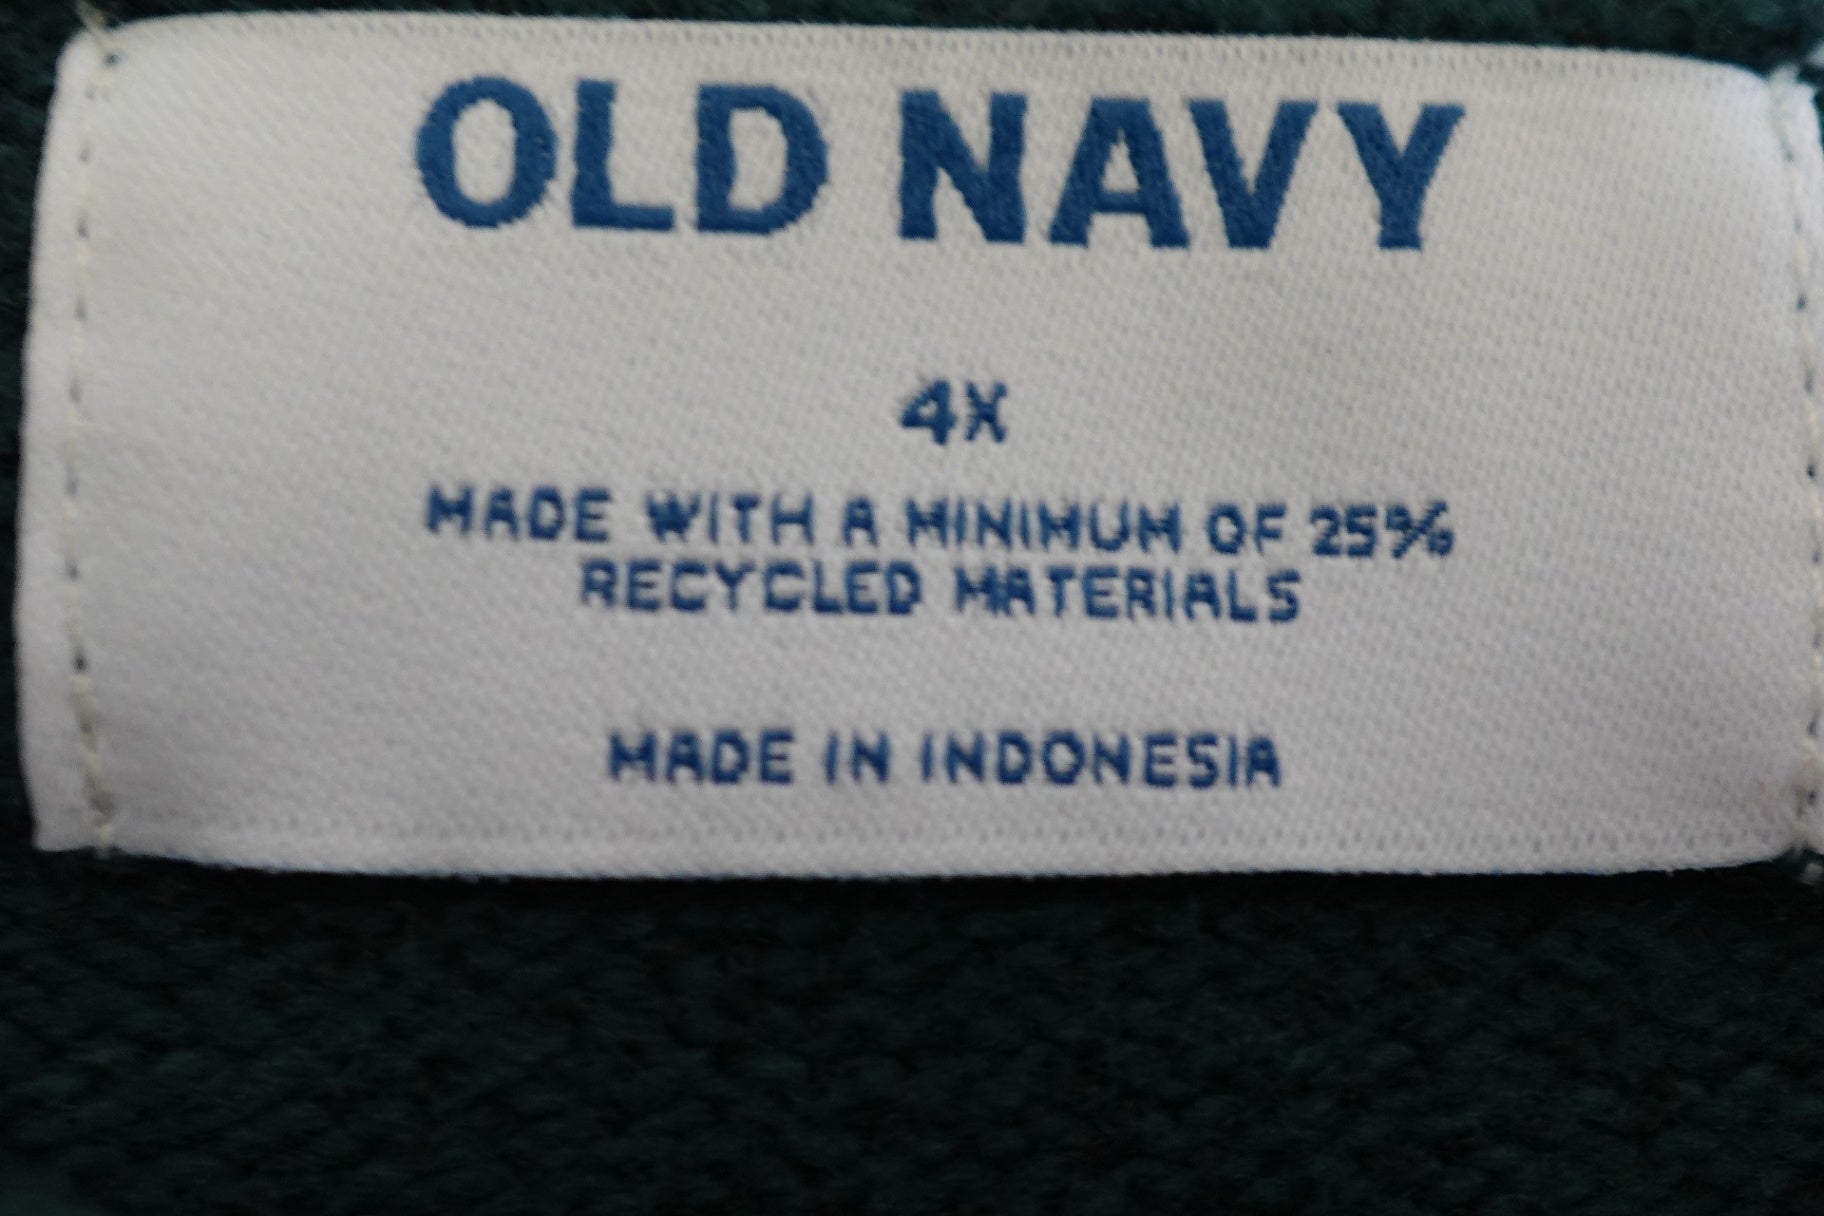 OLD NAVY
4X
MADE WITH A MINIMUM OF 25%
RECYCLED MATERIALS
MADE IN INDONESIA